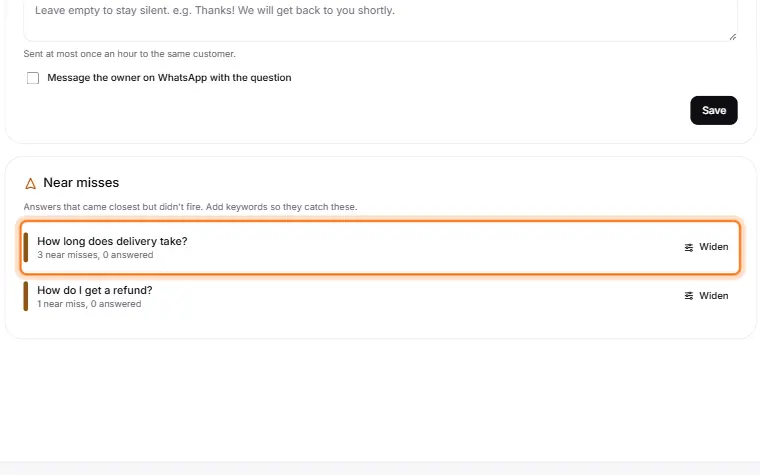 Leave empty to stay silent. e.g. Thanks! We will get back to you shortly.
Sent at most once an hour to the same customer.
Message the owner on WhatsApp with the question
Save
Near misses
Answers that came closest but didn't fire. Add keywords so they catch these.
How long does delivery take?
3 near misses, 0 answered
Widen
How do I get a refund?
1 near miss, 0 answered
Widen